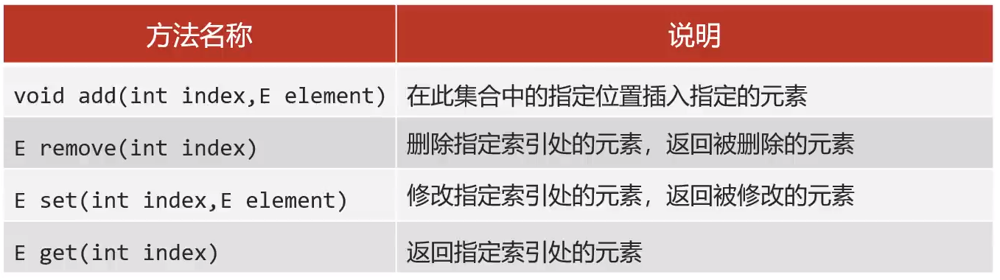 方法名称 说明
void add(int index,E element) 在此集合中的指定位置插入指定的元素
E remove(int index) 删除指定索引处的元素，返回被删除的元素
E set(int index,E element) 修改指定索引处的元素，返回被修改的元素
E get(int index) 返回指定索引处的元素